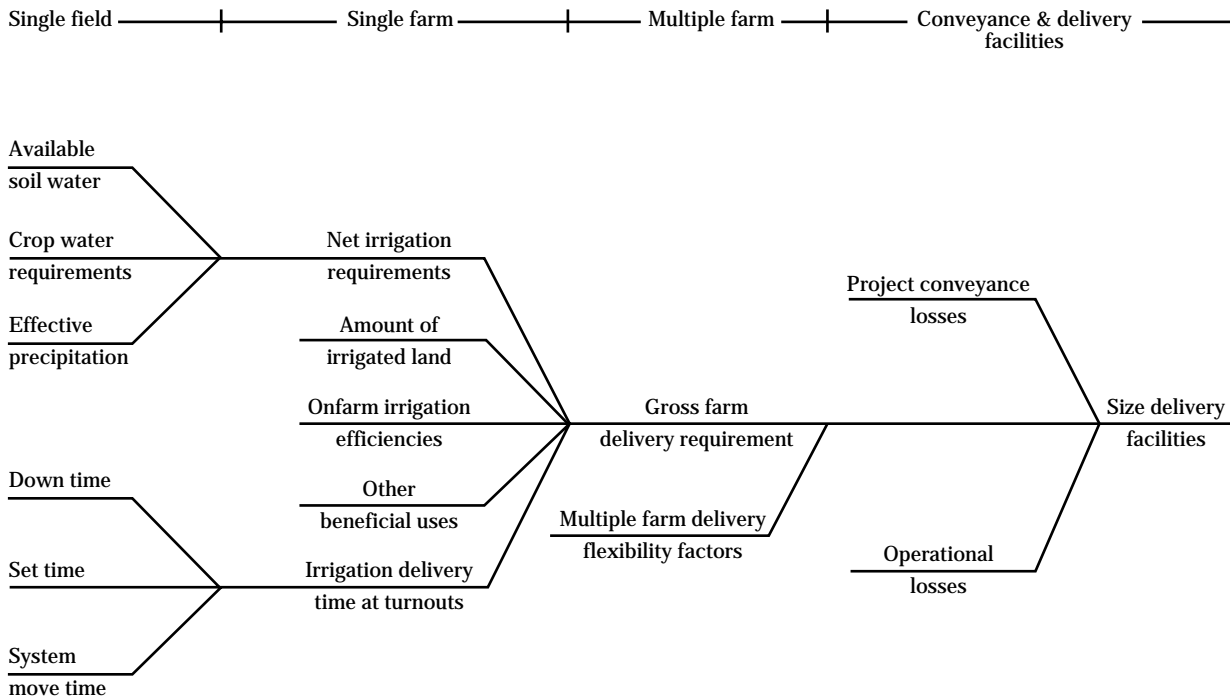 Single field
Single farm
Multiple farm
Conveyance & delivery
facilities
Available
soil water
Crop water
requirements
Effective
precipitation
Down time
Set time
System
move time
Net irrigation
requirements
Amount of
irrigated land
Onfarm irrigation
efficiencies
Other
beneficial uses
Irrigation delivery
time at turnouts
Gross farm
delivery requirement
Multiple farm delivery
flexibility factors
Project conveyance
losses
Operational
losses
Size delivery
facilities